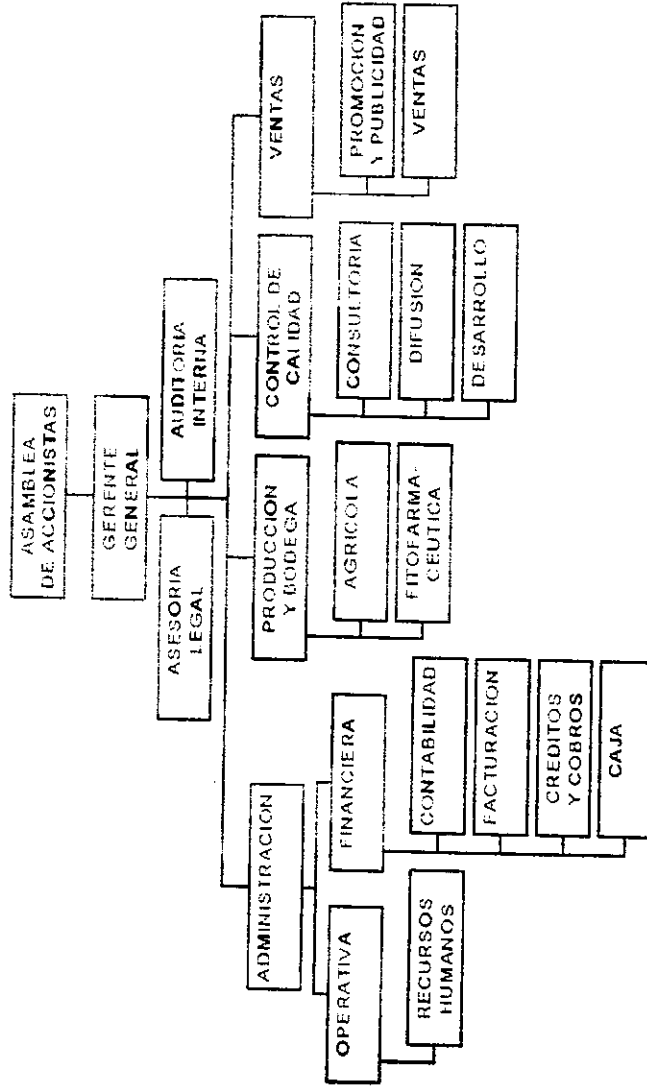 ASAMBLEA
DE ACCIONISTAS
GERENTE
GENERAL
ASESORIA
LEGAL
AUDITORIA
INTERNA
ADMINISTRACION
PRODUCCION
Y BODEGA
CONTROL DE
CALIDAD
VENTAS
OPERATIVA
FINANCIERA
RECURSOS
HUMANOS
CONTABILIDAD
FACTURACION
CREDITOS
Y COBROS
CAJA
AGRICOLA
FITOFARMA-
CEUTICA
CONSULTORIA
DIFUSION
DESARROLLO
PROMOCION
Y PUBLICIDAD
VENTAS